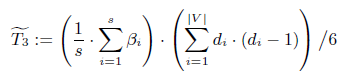 $\widetilde{T_3} := \left( \frac{1}{s} \cdot \sum_{i=1}^{s} \beta_i \right) \cdot \left( \sum_{i=1}^{|V|} d_i \cdot (d_i - 1) \right) / 6$